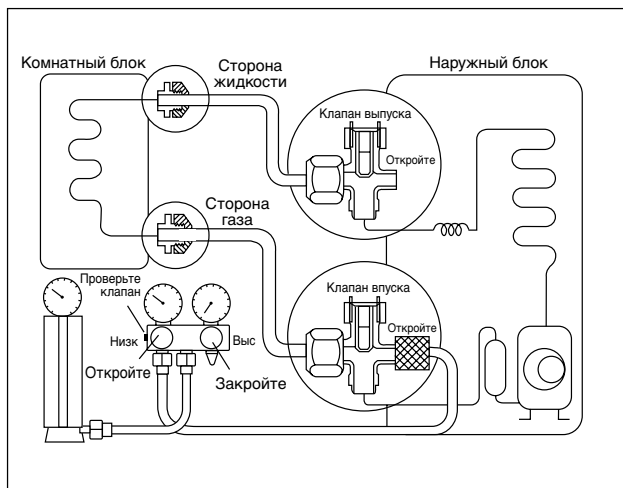 Комнатный блок
Сторона
жидкости
Наружный блок
Клапан выпуска
Откройте
Сторона
газа
Клапан впуска
Откройте
Проверьте
клапан
Низк
Выс
Откройте
Закройте